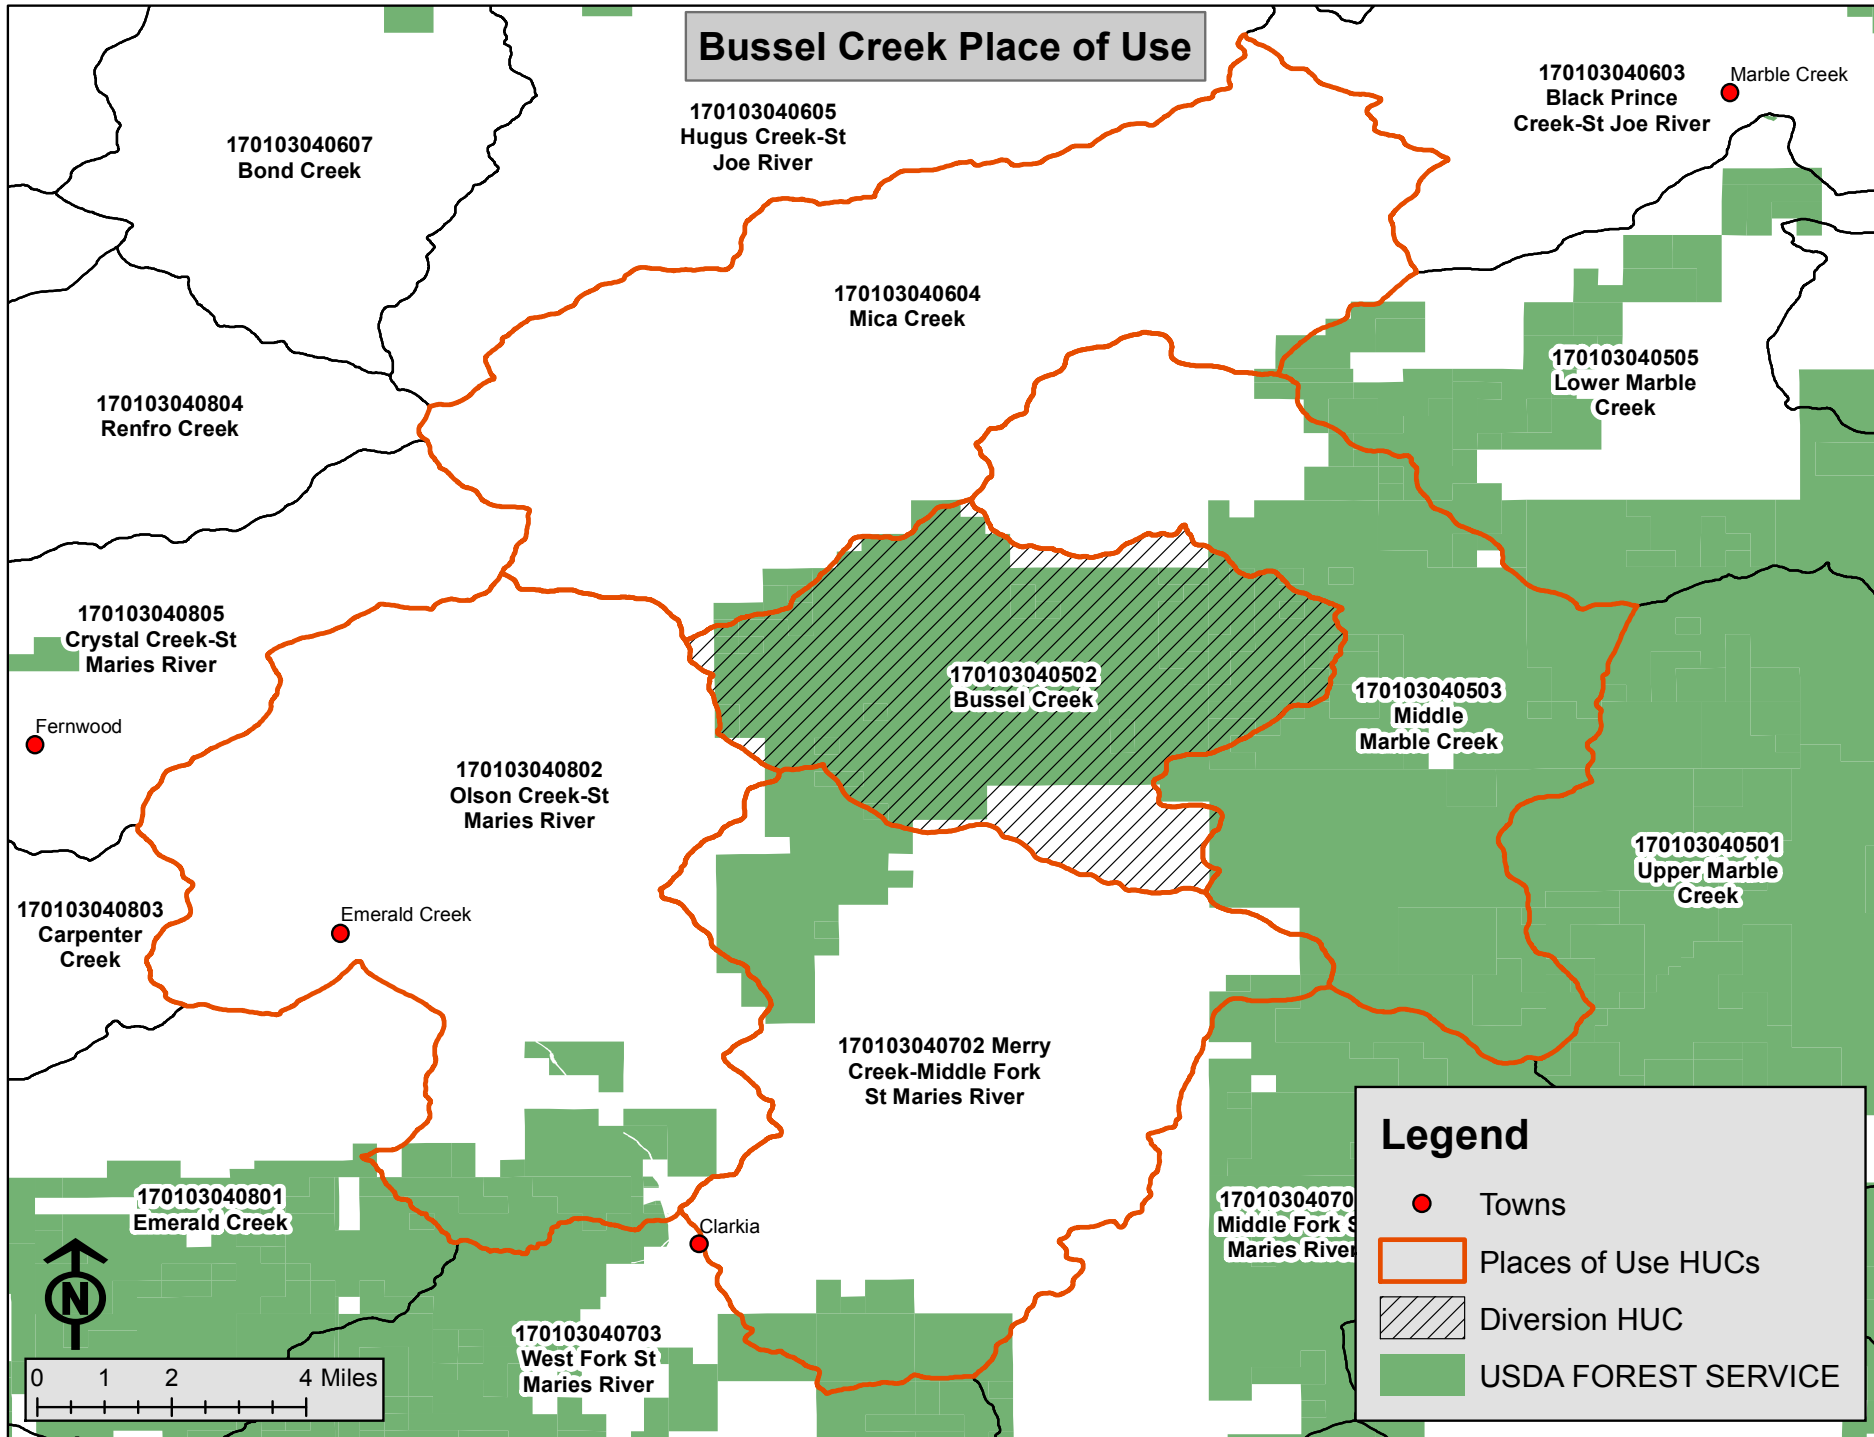 Bussel Creek Place of Use
170103040603
Black Prince
Creek-St Joe River
Marble Creek
170103040605
Hugus Creek-St
Joe River
170103040607
Bond Creek
170103040604
Mica Creek
170103040505
Lower Marble
Creek
170103040804
Renfro Creek
170103040805
Crystal Creek-St
Maries River
Fernwood
170103040502
Bussel Creek
170103040503
Middle
Marble Creek
170103040802
Olson Creek-St
Maries River
170103040501
Upper Marble
Creek
170103040803
Carpenter
Creek
Emerald Creek
170103040702 Merry
Creek-Middle Fork
St Maries River
170103040801
Emerald Creek
Clarkia
17010304070
Middle Fork S
Maries River
170103040703
West Fork St
Maries River
N
0 1 2 4 Miles
Legend
Towns
Places of Use HUCs
Diversion HUC
USDA FOREST SERVICE